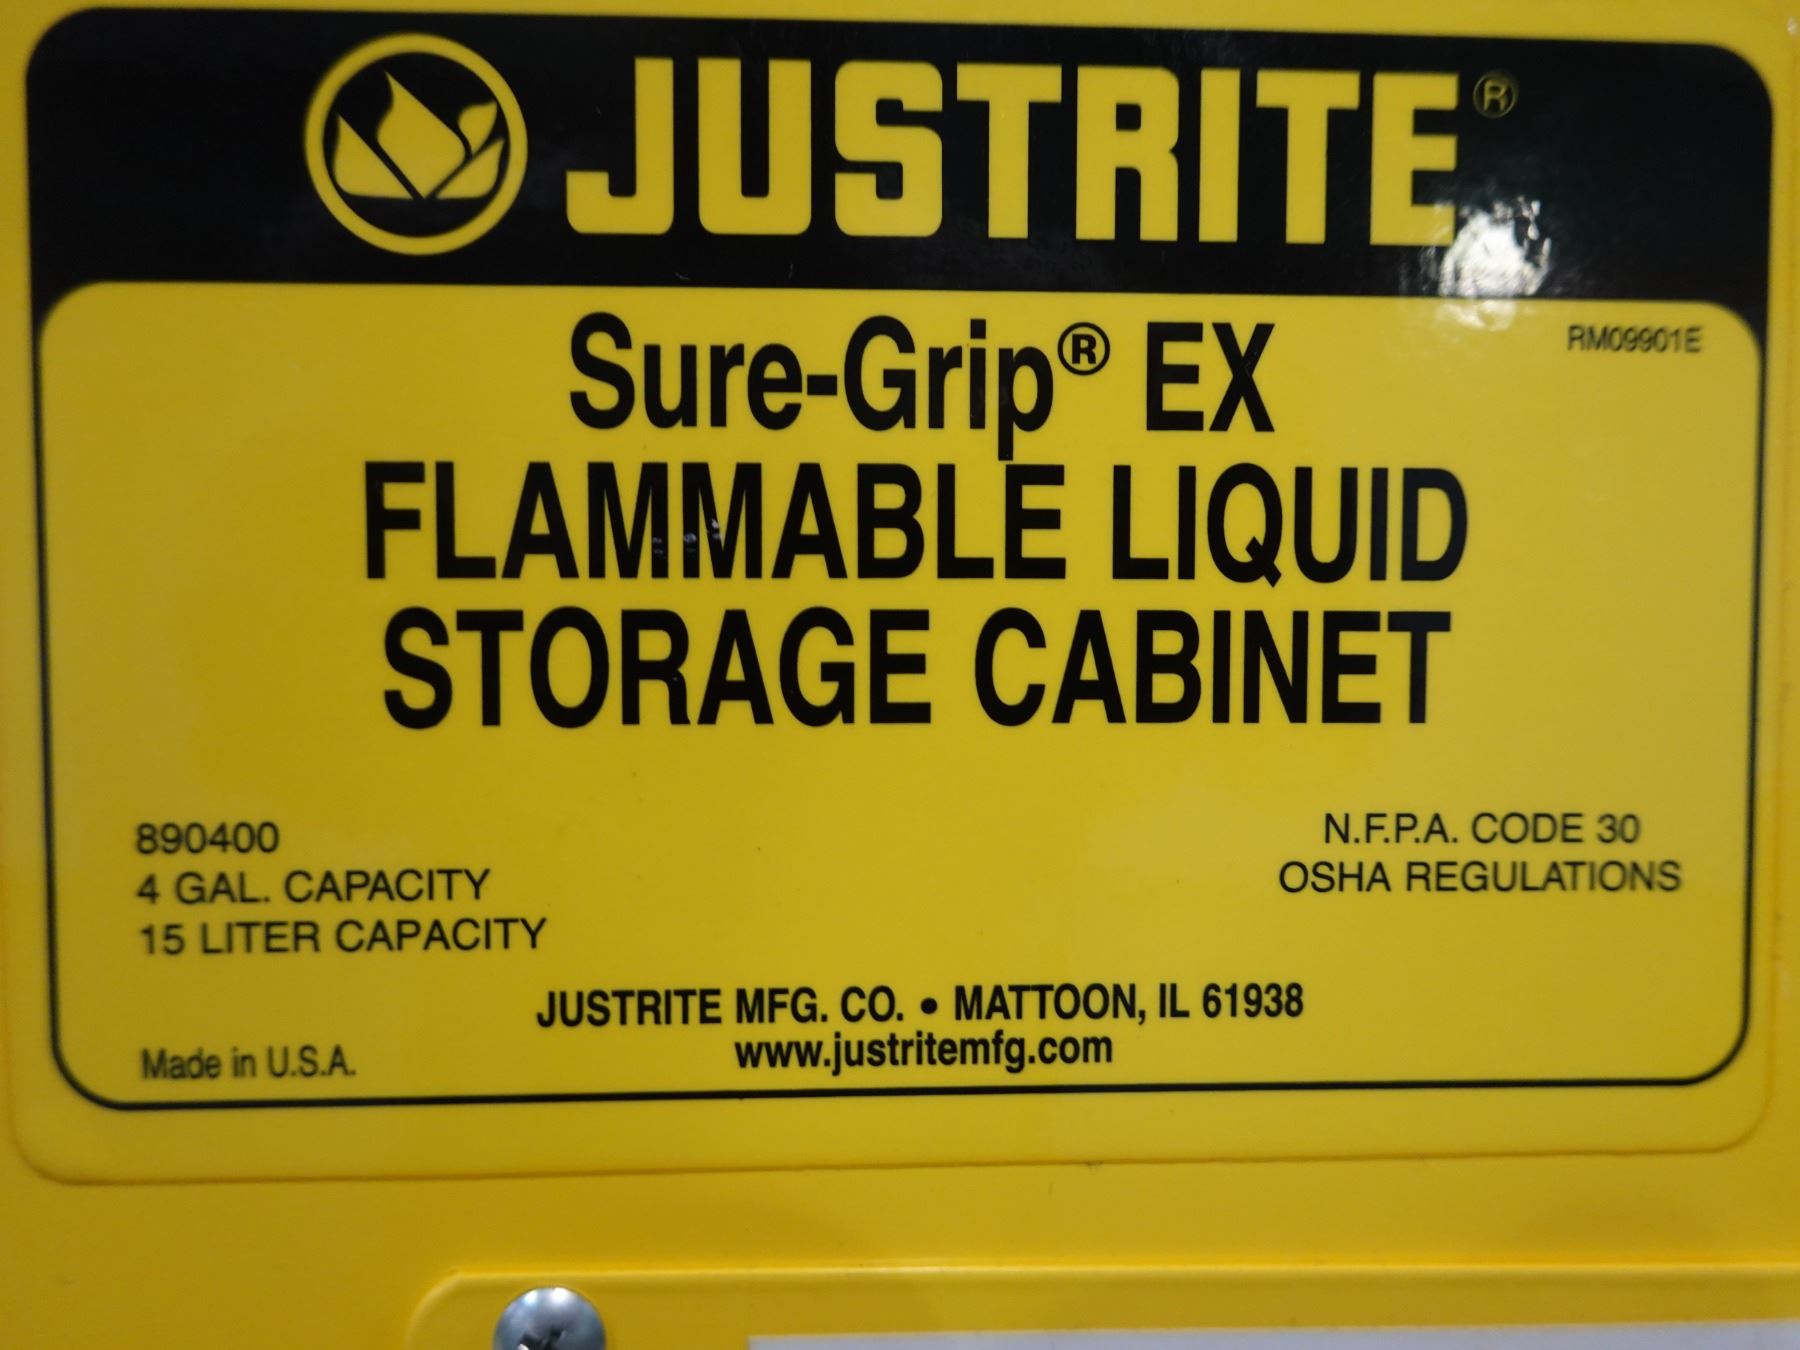 JUSTRITE®
Sure-Grip® EX
RM09901E
FLAMMABLE LIQUID
STORAGE CABINET
890400
4 GAL. CAPACITY
15 LITER CAPACITY
N.F.P.A. CODE 30
OSHA REGULATIONS
JUSTRITE MFG. CO. • MATTOON, IL 61938
www.justritemfg.com
Made in U.S.A.